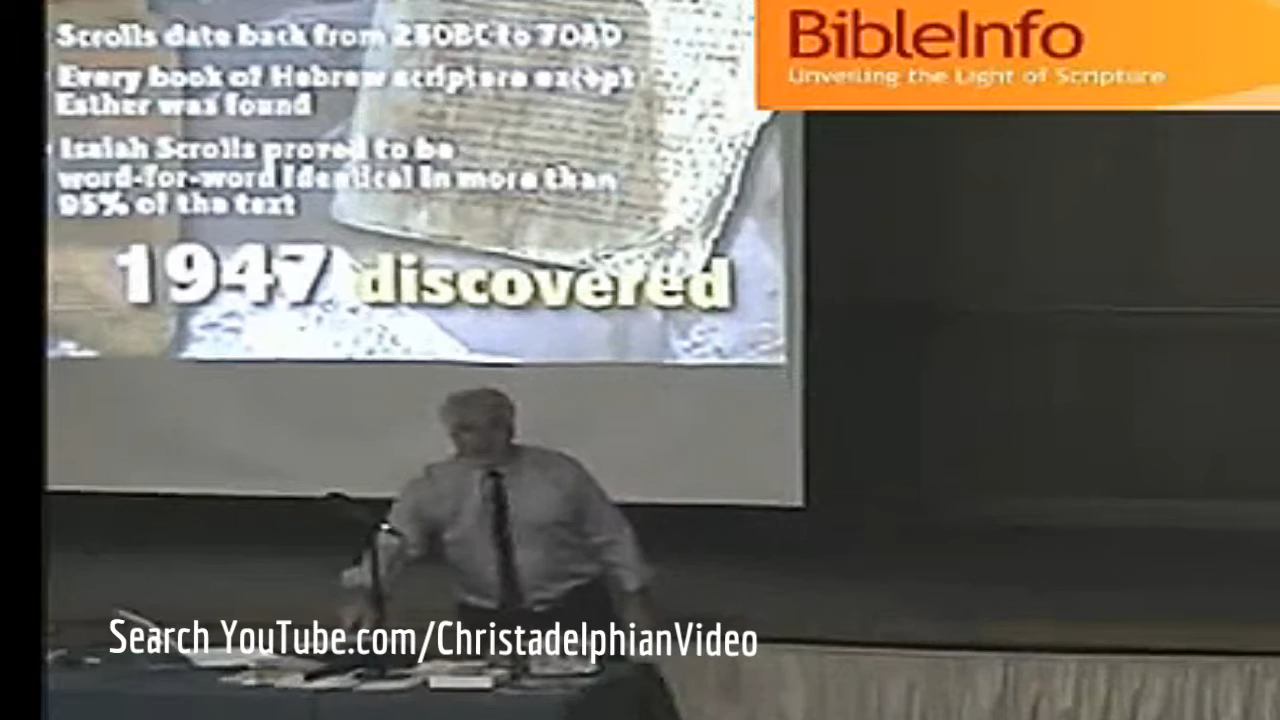 Scrolls date back from 250BC to 70AD
Every book of Hebrew scripture except
Esther was found
Isaiah Scrolls proved to be
word-for-word identical in more than
95% of the text
1947 discovered
BibleInfo
Unveiling the Light of Scripture
Search YouTube.com/ChristadelphianVideo